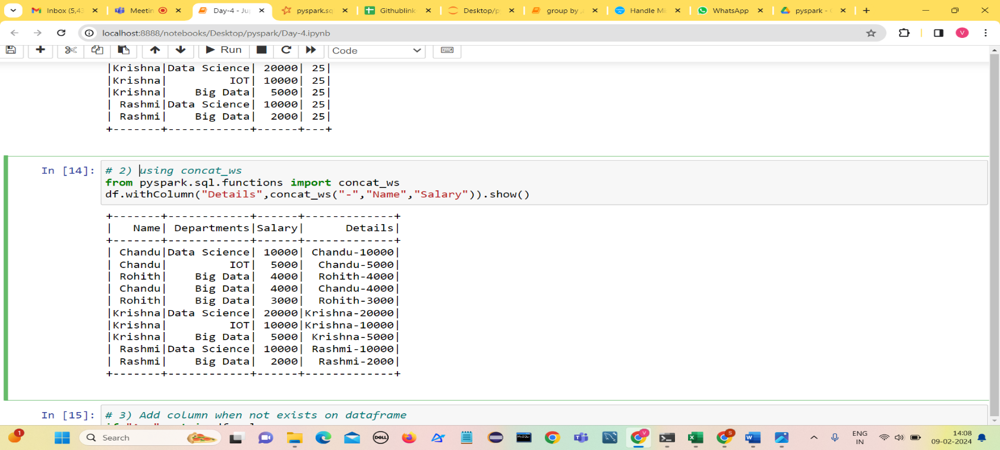 Inbox (5,43
Meetin
Day-4 - Ju
pyspark.sq
Githublink
Desktop/p
group by
Handle Mi
WhatsApp
pyspark -
localhost:8888/notebooks/Desktop/pyspark/Day-4.ipynb
V
Run
Code
|Krishna|Data Science| 20000| 25|
|Krishna|         IOT| 10000| 25|
|Krishna|    Big Data|  5000| 25|
| Rashmi|Data Science| 10000| 25|
| Rashmi|    Big Data|  2000| 25|
+-------+------------+------+---+
In [14]: # 2) using concat_ws
from pyspark.sql.functions import concat_ws
df.withColumn("Details",concat_ws("-","Name","Salary")).show()
+-------+------------+------+-------------+
|   Name| Departments|Salary|      Details|
+-------+------------+------+-------------+
| Chandu|Data Science| 10000| Chandu-10000|
| Chandu|         IOT|  5000|  Chandu-5000|
| Rohith|    Big Data|  4000|  Rohith-4000|
| Chandu|    Big Data|  4000|  Chandu-4000|
| Rohith|    Big Data|  3000|  Rohith-3000|
|Krishna|Data Science| 20000|Krishna-20000|
|Krishna|         IOT| 10000|Krishna-10000|
|Krishna|    Big Data|  5000| Krishna-5000|
| Rashmi|Data Science| 10000| Rashmi-10000|
| Rashmi|    Big Data|  2000|  Rashmi-2000|
+-------+------------+------+-------------+
In [15]: # 3) Add column when not exists on dataframe
1
Search
DELL
V
S
ENG
IN
14:08
09-02-2024